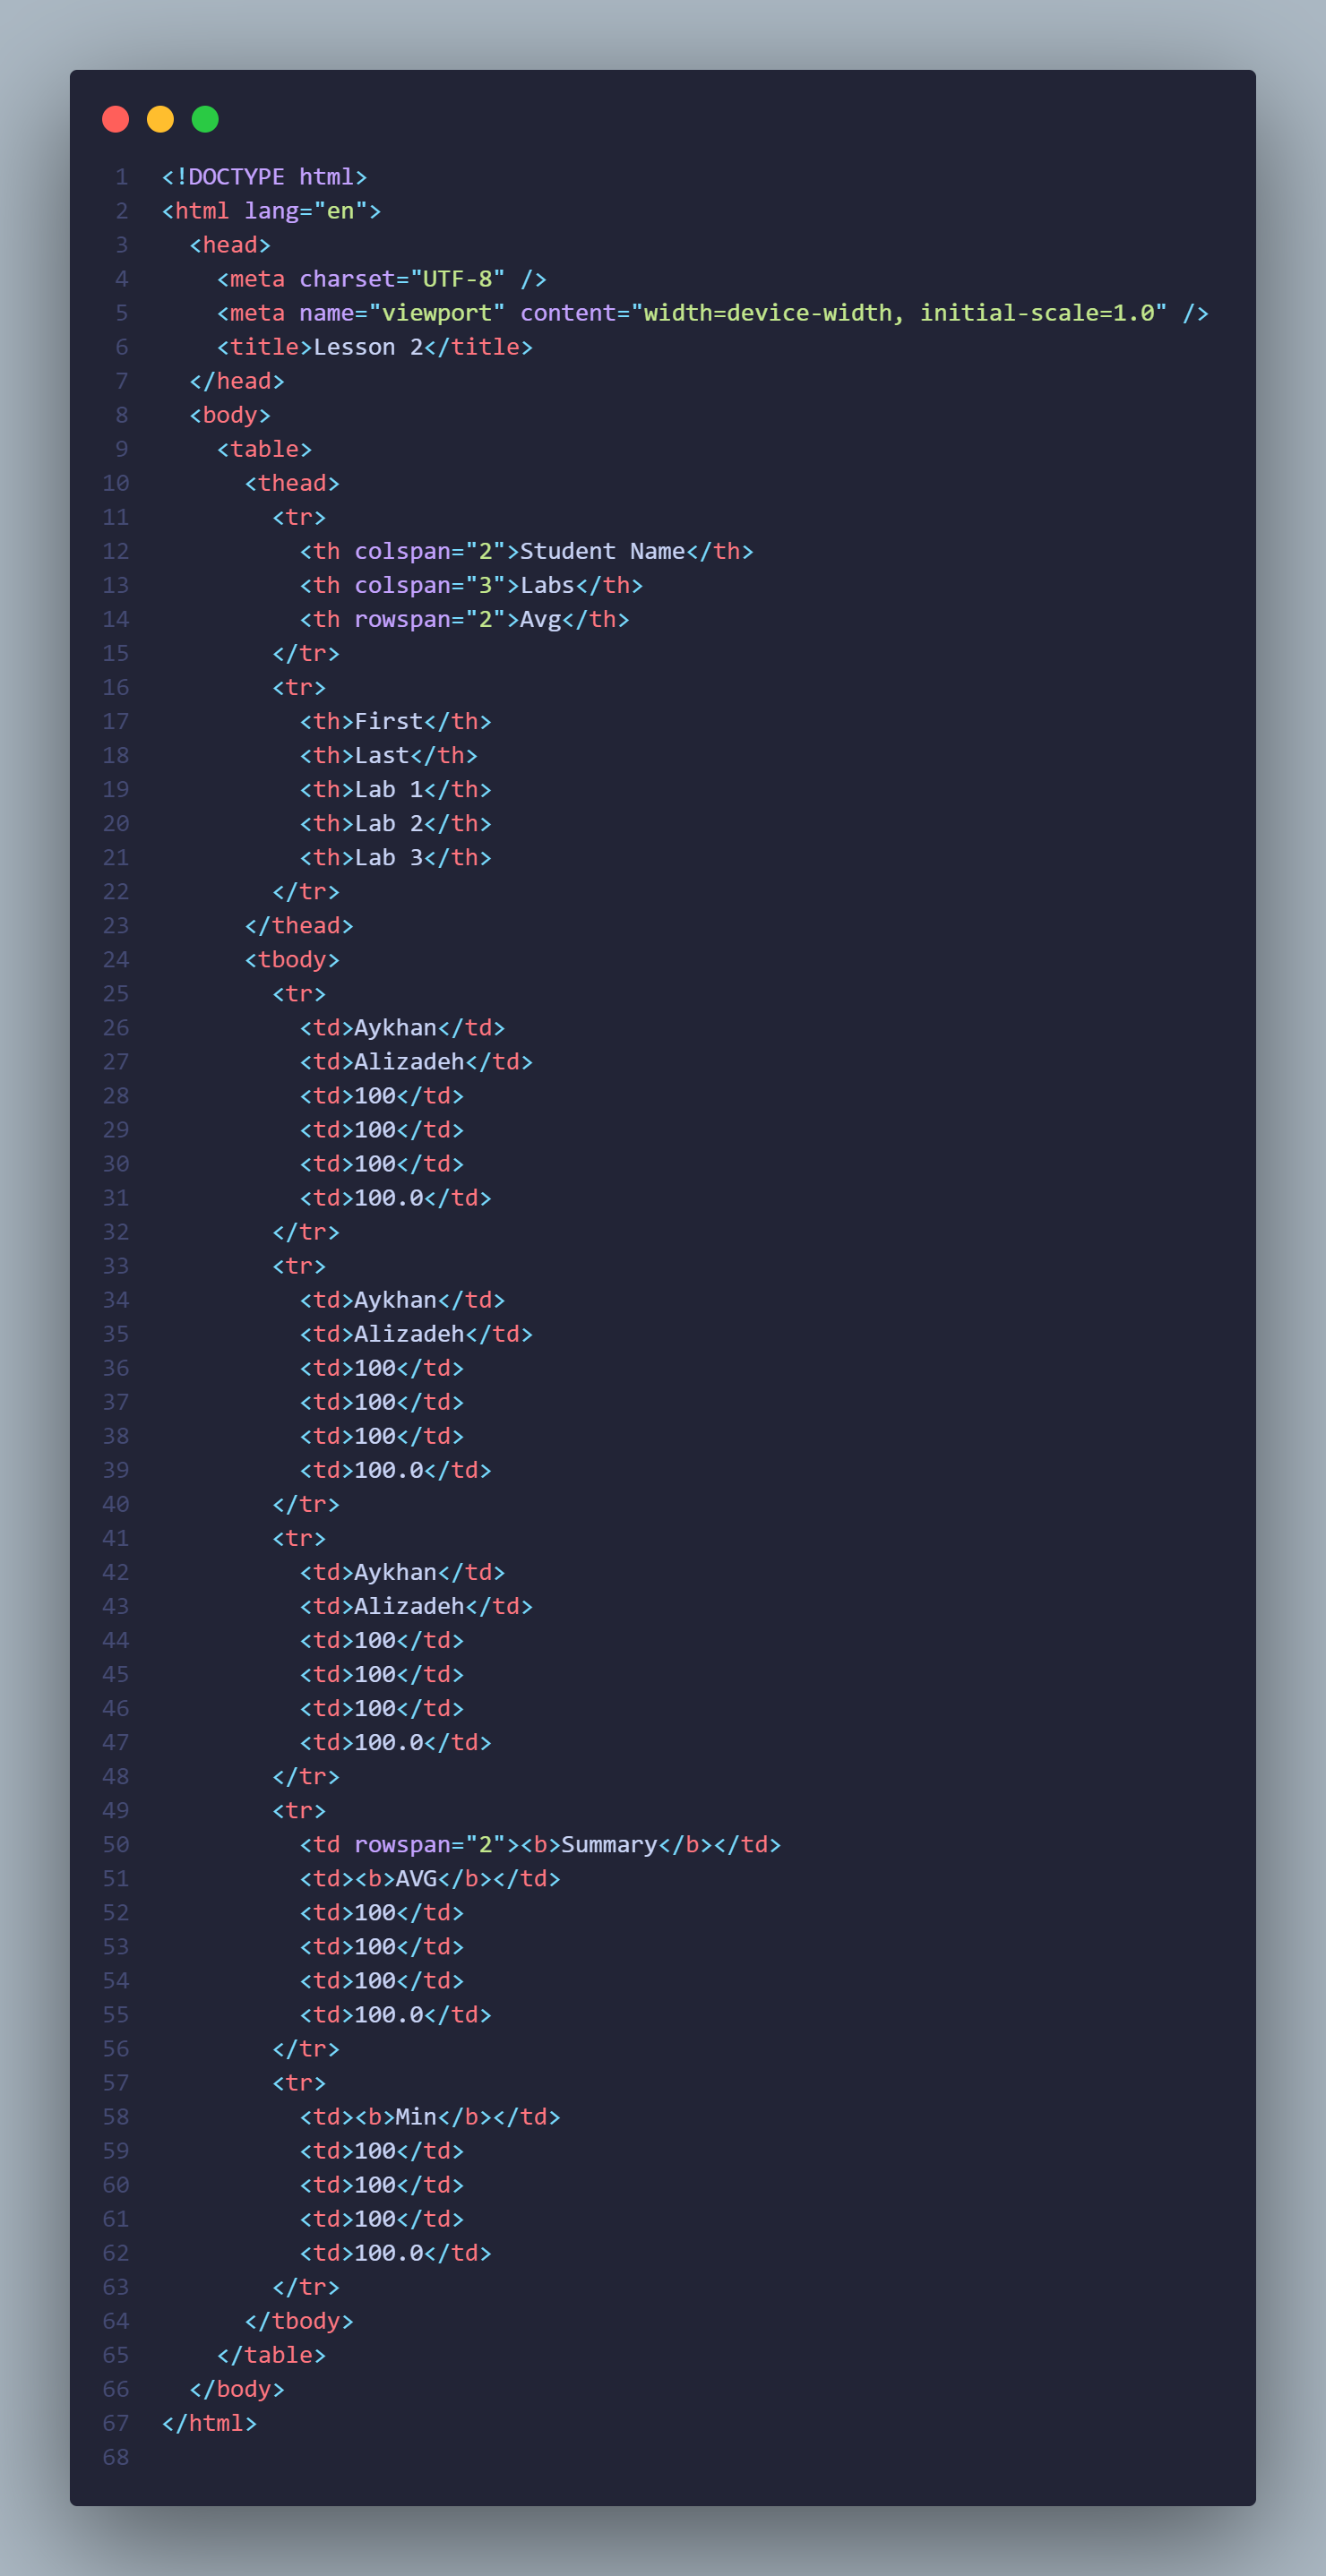 1 <!DOCTYPE html>
2 <html lang="en">
3   <head>
4     <meta charset="UTF-8" />
5     <meta name="viewport" content="width=device-width, initial-scale=1.0" />
6     <title>Lesson 2</title>
7   </head>
8   <body>
9     <table>
10       <thead>
11         <tr>
12           <th colspan="2">Student Name</th>
13           <th colspan="3">Labs</th>
14           <th rowspan="2">Avg</th>
15         </tr>
16         <tr>
17           <th>First</th>
18           <th>Last</th>
19           <th>Lab 1</th>
20           <th>Lab 2</th>
21           <th>Lab 3</th>
22         </tr>
23       </thead>
24       <tbody>
25         <tr>
26           <td>Aykhan</td>
27           <td>Alizadeh</td>
28           <td>100</td>
29           <td>100</td>
30           <td>100</td>
31           <td>100.0</td>
32         </tr>
33         <tr>
34           <td>Aykhan</td>
35           <td>Alizadeh</td>
36           <td>100</td>
37           <td>100</td>
38           <td>100</td>
39           <td>100.0</td>
40         </tr>
41         <tr>
42           <td>Aykhan</td>
43           <td>Alizadeh</td>
44           <td>100</td>
45           <td>100</td>
46           <td>100</td>
47           <td>100.0</td>
48         </tr>
49         <tr>
50           <td rowspan="2"><b>Summary</b></td>
51           <td><b>AVG</b></td>
52           <td>100</td>
53           <td>100</td>
54           <td>100</td>
55           <td>100.0</td>
56         </tr>
57         <tr>
58           <td><b>Min</b></td>
59           <td>100</td>
60           <td>100</td>
61           <td>100</td>
62           <td>100.0</td>
63         </tr>
64       </tbody>
65     </table>
66   </body>
67 </html>
68